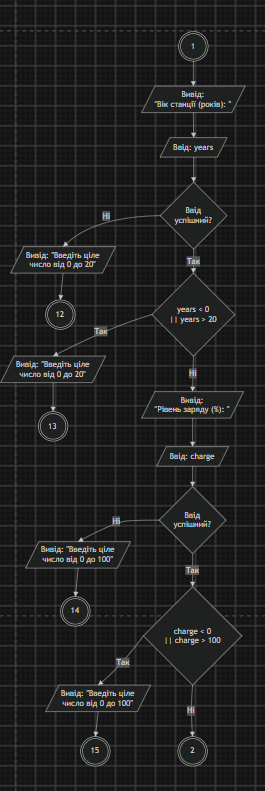 1
Вивід:
"Вік станції (років): "
Ввід: years
Ввід
успішний?
Ні
Вивід: "Введіть ціле
число від 0 до 20"
Так
12
years < 0
|| years > 20
Так
Вивід: "Введіть ціле
число від 0 до 20"
Ні
Вивід:
"Рівень заряду (%): "
13
Ввід: charge
Ввід
успішний?
Ні
Вивід: "Введіть ціле
число від 0 до 100"
Так
14
charge < 0
|| charge > 100
Так
Вивід: "Введіть ціле
число від 0 до 100"
Ні
15
2